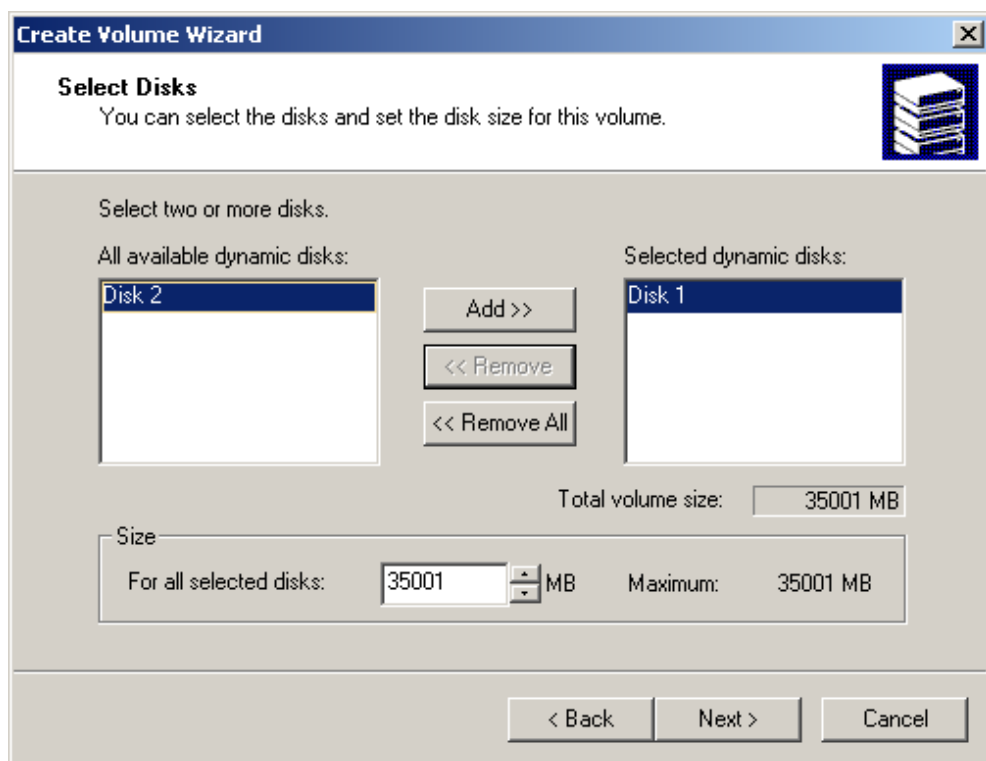 Create Volume Wizard
Select Disks
You can select the disks and set the disk size for this volume.
Select two or more disks.
All available dynamic disks: Selected dynamic disks:
Disk 2 Disk 1
Add >>
<< Remove
<< Remove All
Total volume size: 35001 MB
Size
For all selected disks: 35001 MB Maximum: 35001 MB
< Back Next > Cancel